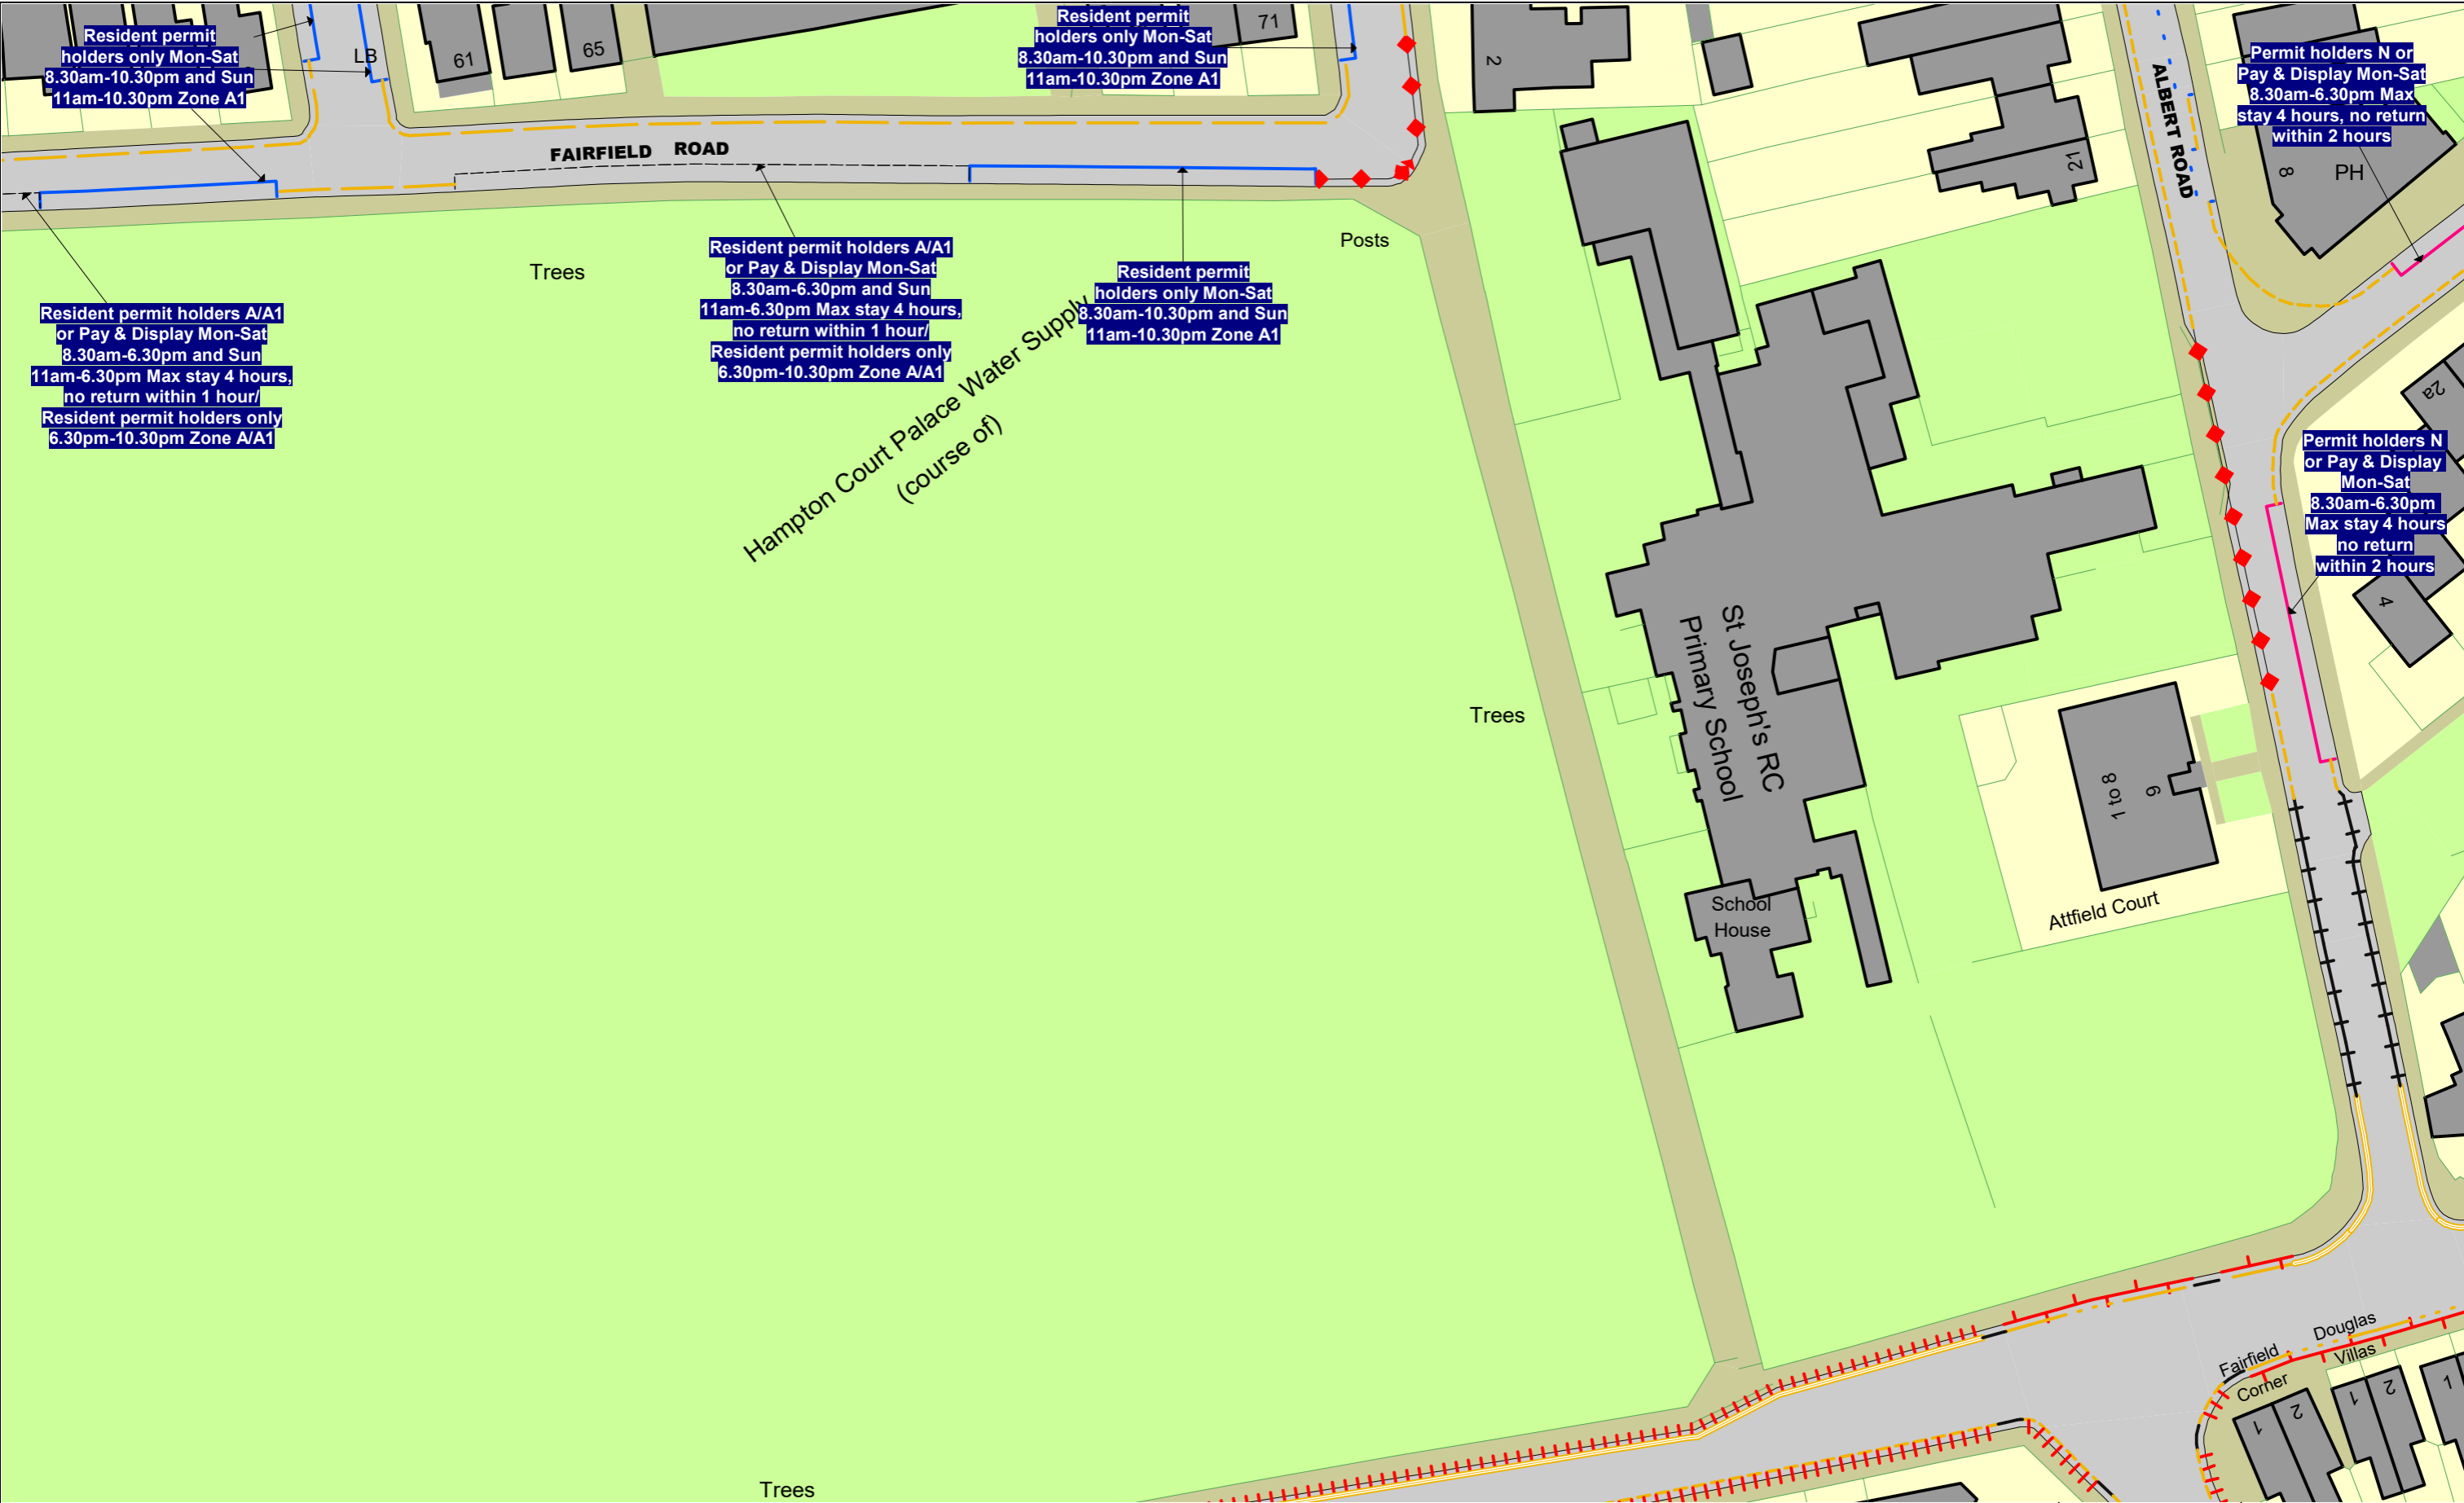 Resident permit
holders only Mon-Sat
8.30am-10.30pm and Sun
11am-10.30pm Zone A1
LB
61
65
Resident permit
holders only Mon-Sat
8.30am-10.30pm and Sun
11am-10.30pm Zone A1
71
2
21
ALBERT ROAD
Permit holders N or
Pay & Display Mon-Sat
8.30am-6.30pm Max
stay 4 hours, no return
within 2 hours
8
PH
FAIRFIELD ROAD
Posts
Trees
Resident permit holders A/A1
or Pay & Display Mon-Sat
8.30am-6.30pm and Sun
11am-6.30pm Max stay 4 hours,
no return within 1 hour/
Resident permit holders only
6.30pm-10.30pm Zone A/A1
Resident permit holders A/A1
or Pay & Display Mon-Sat
8.30am-6.30pm and Sun
11am-6.30pm Max stay 4 hours,
no return within 1 hour/
Resident permit holders only
6.30pm-10.30pm Zone A/A1
Resident permit
holders only Mon-Sat
8.30am-10.30pm and Sun
11am-10.30pm Zone A1
Hampton Court Palace Water Supply
(course of)
2a
Permit holders N
or Pay & Display
Mon-Sat
8.30am-6.30pm
Max stay 4 hours
no return
within 2 hours
4
St Joseph's RC
Primary School
Trees
1 to 8
9
Attfield Court
School
House
Douglas
Villas
Fairfield
Corner
1
2
1
2
1
Trees